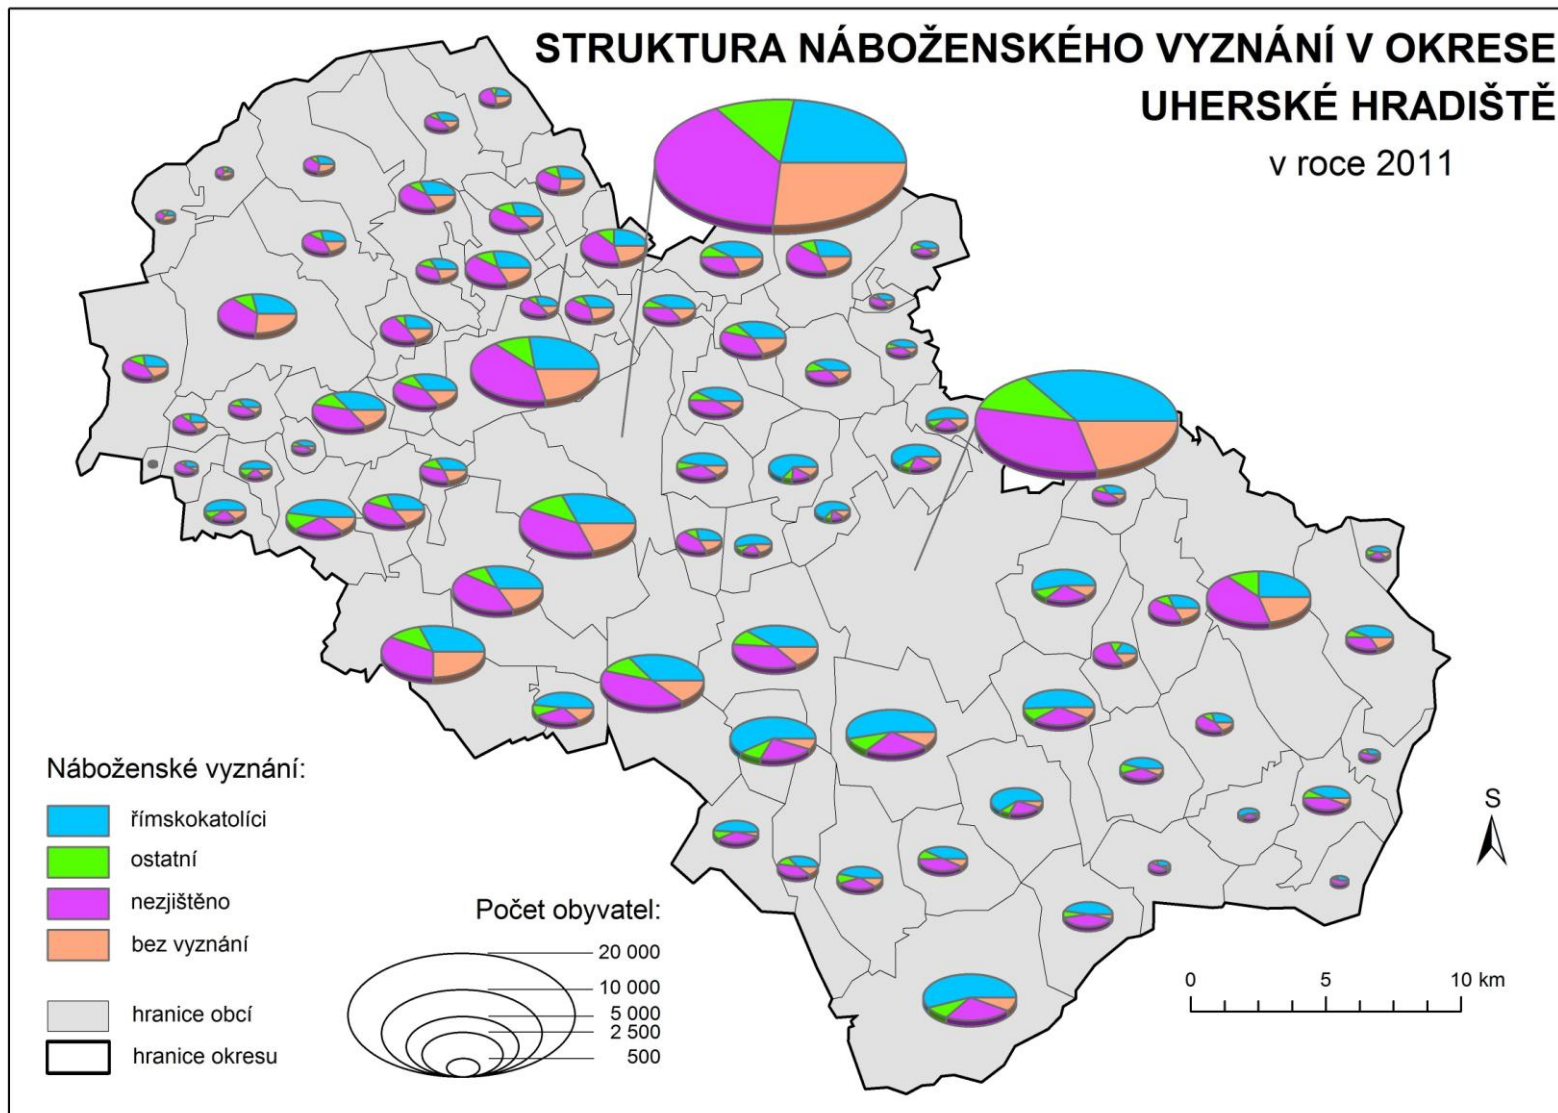 STRUKTURA NÁBOŽENSKÉHO VYZNÁNÍ V OKRESE
UHERSKÉ HRADIŠTĚ
v roce 2011
Náboženské vyznání:
římskokatolíci
ostatní
nezjištěno
bez vyznání
hranice obcí
hranice okresu
Počet obyvatel:
20 000
10 000
5 000
2 500
500
S
0 5 10 km